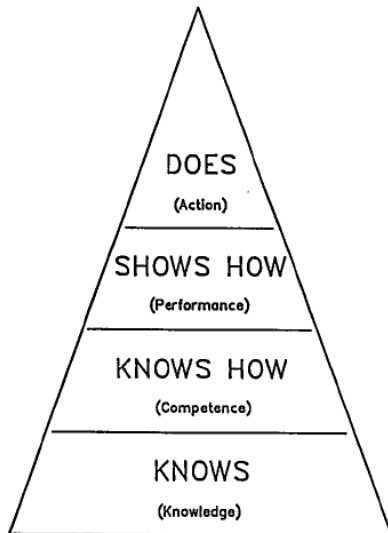 DOES
(Action)
SHOWS HOW
(Performance)
KNOWS HOW
(Competence)
KNOWS
(Knowledge)